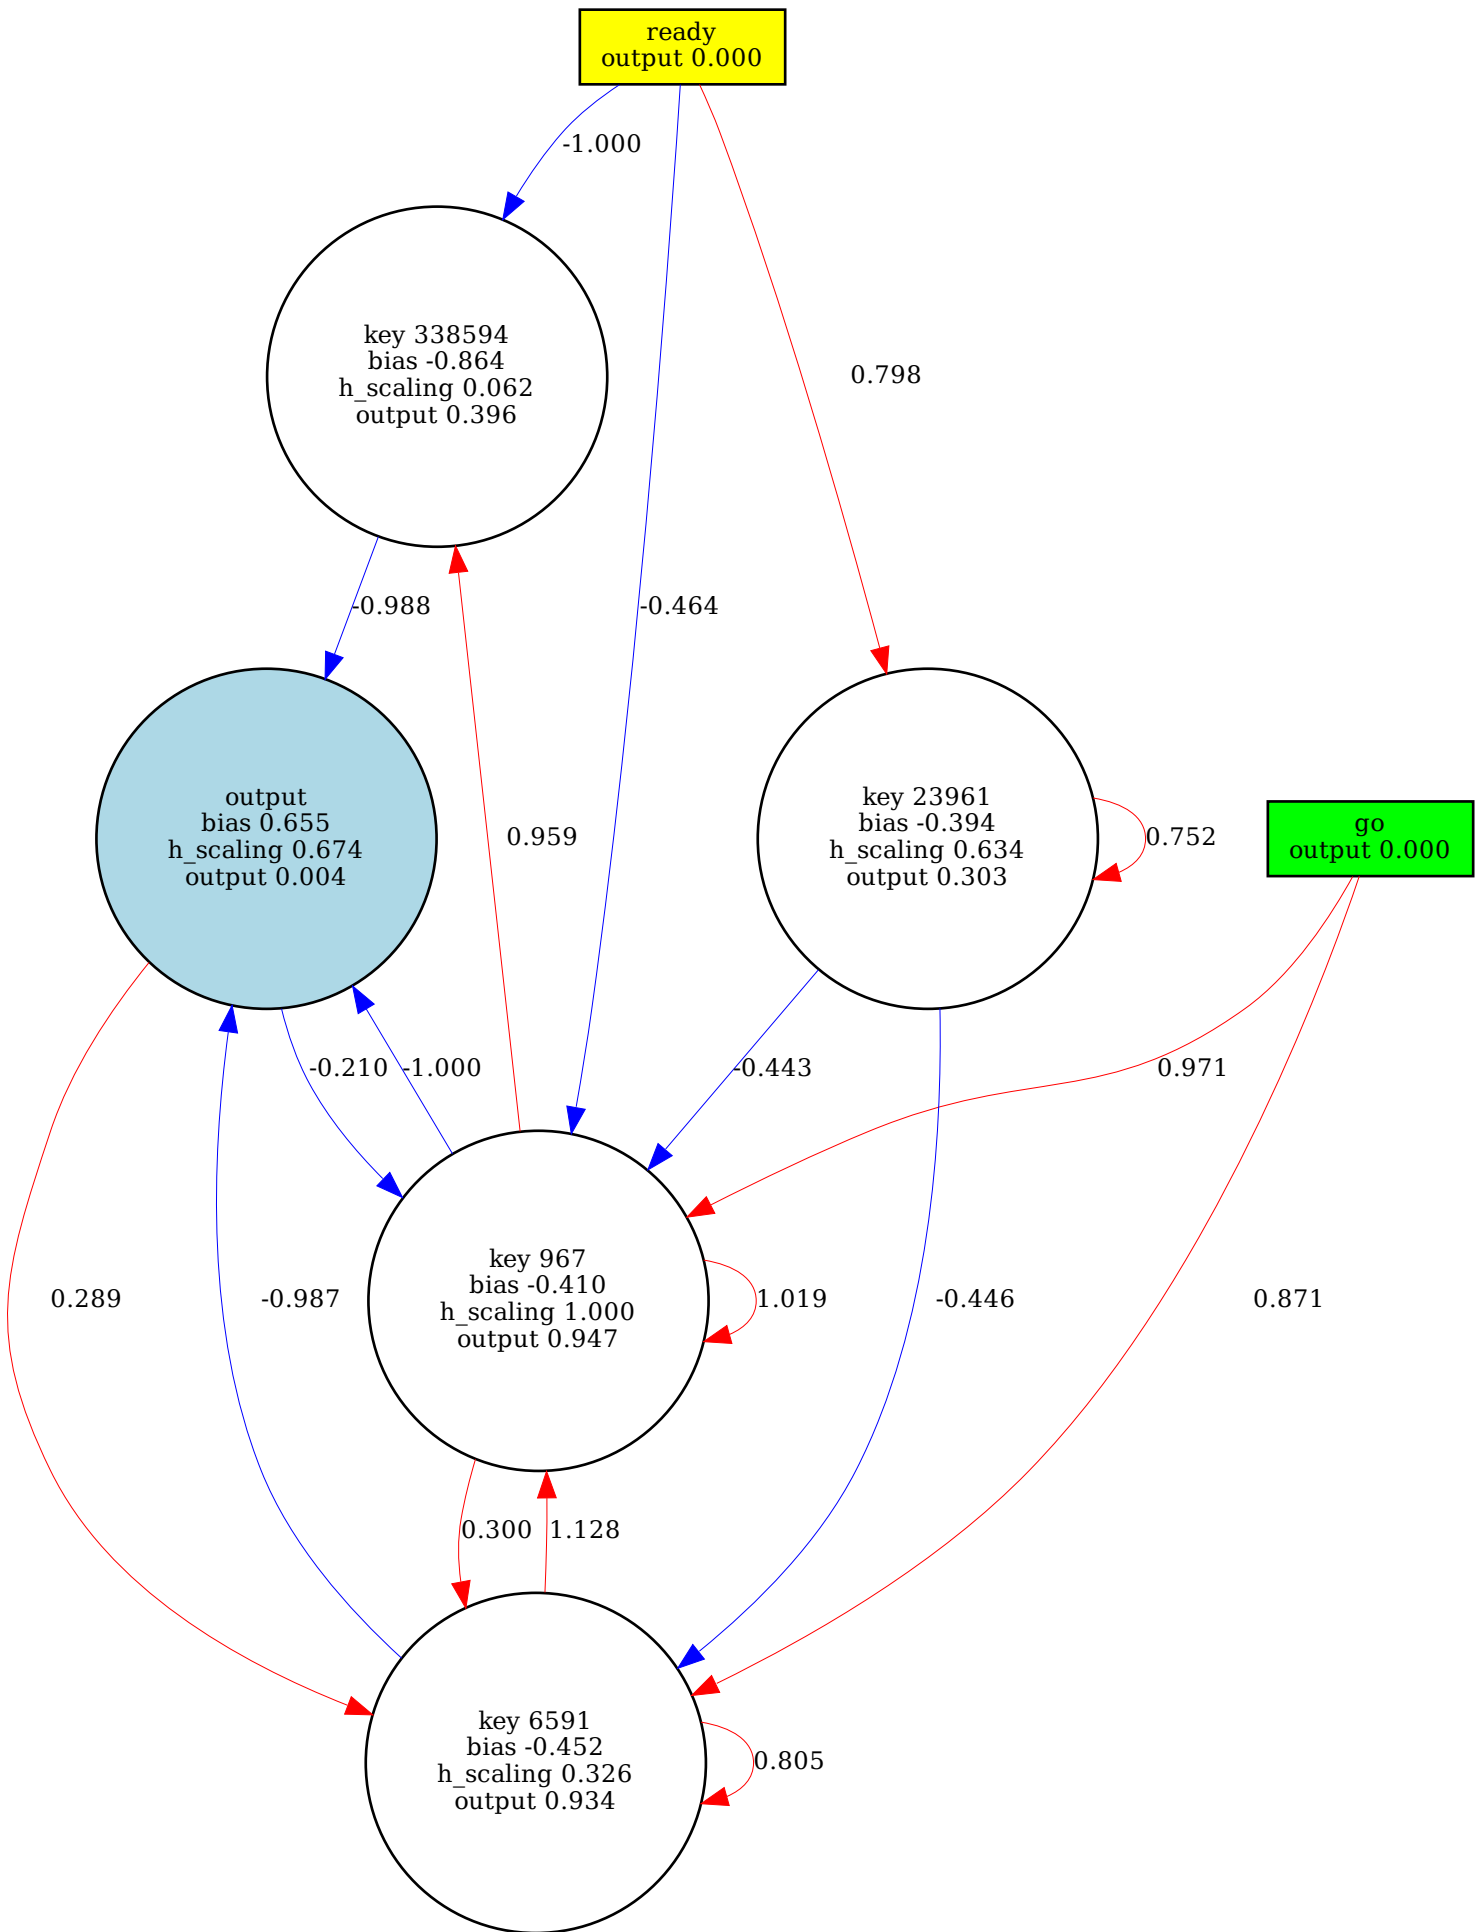 ready
output 0.000
-1.000
key 338594
bias -0.864
h_scaling 0.062
output 0.396
0.798
-0.988
-0.464
output
bias 0.655
h_scaling 0.674
output 0.004
0.959
key 23961
bias -0.394
h_scaling 0.634
output 0.303
0.752
go
output 0.000
-0.210
-1.000
-0.443
0.971
key 967
bias -0.410
h_scaling 1.000
output 0.947
0.289
-0.987
1.019
-0.446
0.871
0.300
1.128
key 6591
bias -0.452
h_scaling 0.326
output 0.934
0.805